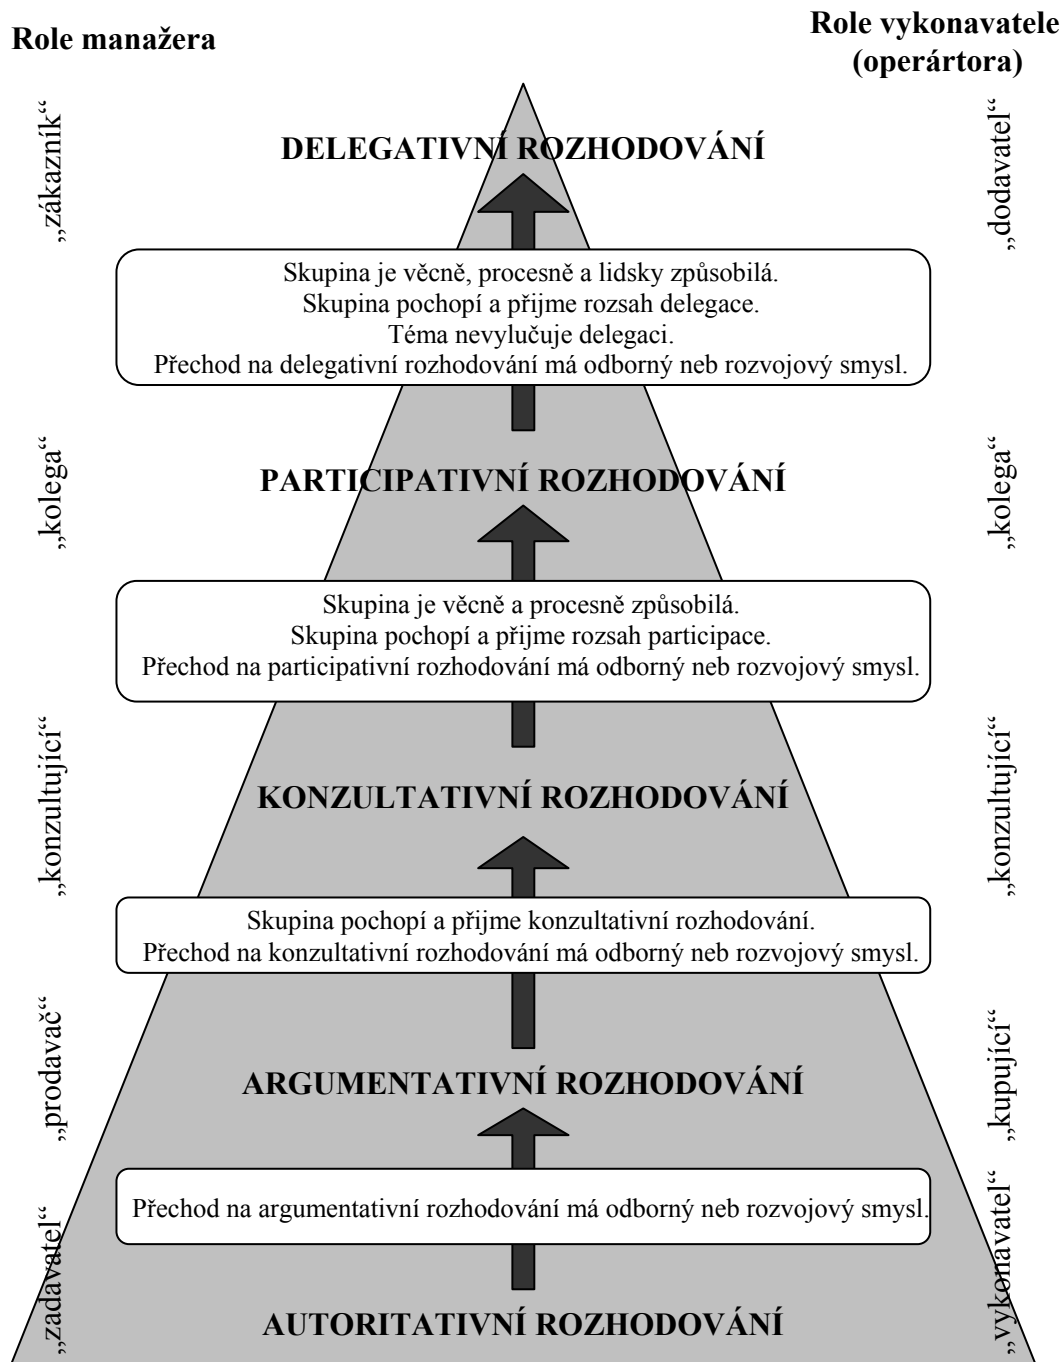 Role manažera
Role vykonavatele
(operártora)
„zákazník“
DELEGATIVNÍ ROZHODOVÁNÍ
„dodavatel“
Skupina je věcně, procesně a lidsky způsobilá.
Skupina pochopí a přijme rozsah delegace.
Téma nevylučuje delegaci.
Přechod na delegativní rozhodování má odborný neb rozvojový smysl.
„kolega“
PARTICIPATIVNÍ ROZHODOVÁNÍ
„kolega“
Skupina je věcně a procesně způsobilá.
Skupina pochopí a přijme rozsah participace.
Přechod na participativní rozhodování má odborný neb rozvojový smysl.
„konzultující“
KONZULTATIVNÍ ROZHODOVÁNÍ
„konzultující“
Skupina pochopí a přijme konzultativní rozhodování.
Přechod na konzultativní rozhodování má odborný neb rozvojový smysl.
„prodavač“
ARGUMENTATIVNÍ ROZHODOVÁNÍ
„kupující“
Přechod na argumentativní rozhodování má odborný neb rozvojový smysl.
„zadavatel“
AUTORITATIVNÍ ROZHODOVÁNÍ
„vykonavatel“